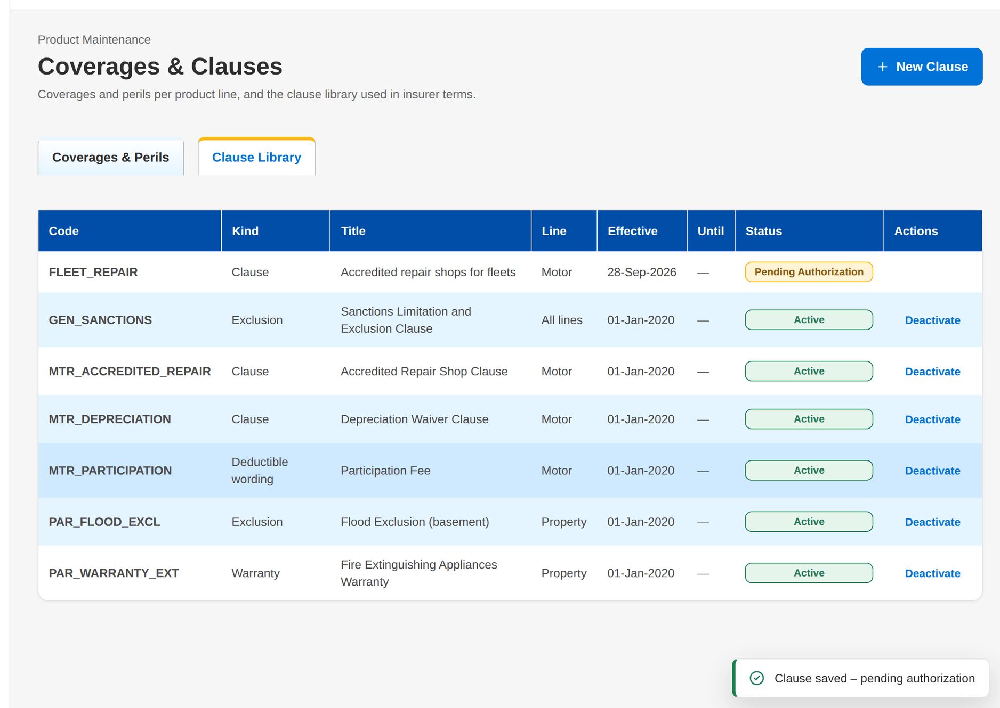 Product Maintenance
Coverages & Clauses
Coverages and perils per product line, and the clause library used in insurer terms.
+ New Clause
Coverages & Perils
Clause Library
Code Kind Title Line Effective Until Status Actions
FLEET_REPAIR Clause Accredited repair shops for fleets Motor 28-Sep-2026 — Pending Authorization
GEN_SANCTIONS Exclusion Sanctions Limitation and
Exclusion Clause All lines 01-Jan-2020 — Active Deactivate
MTR_ACCREDITED_REPAIR Clause Accredited Repair Shop Clause Motor 01-Jan-2020 — Active Deactivate
MTR_DEPRECIATION Clause Depreciation Waiver Clause Motor 01-Jan-2020 — Active Deactivate
MTR_PARTICIPATION Deductible
wording Participation Fee Motor 01-Jan-2020 — Active Deactivate
PAR_FLOOD_EXCL Exclusion Flood Exclusion (basement) Property 01-Jan-2020 — Active Deactivate
PAR_WARRANTY_EXT Warranty Fire Extinguishing Appliances
Warranty Property 01-Jan-2020 — Active Deactivate
Clause saved – pending authorization